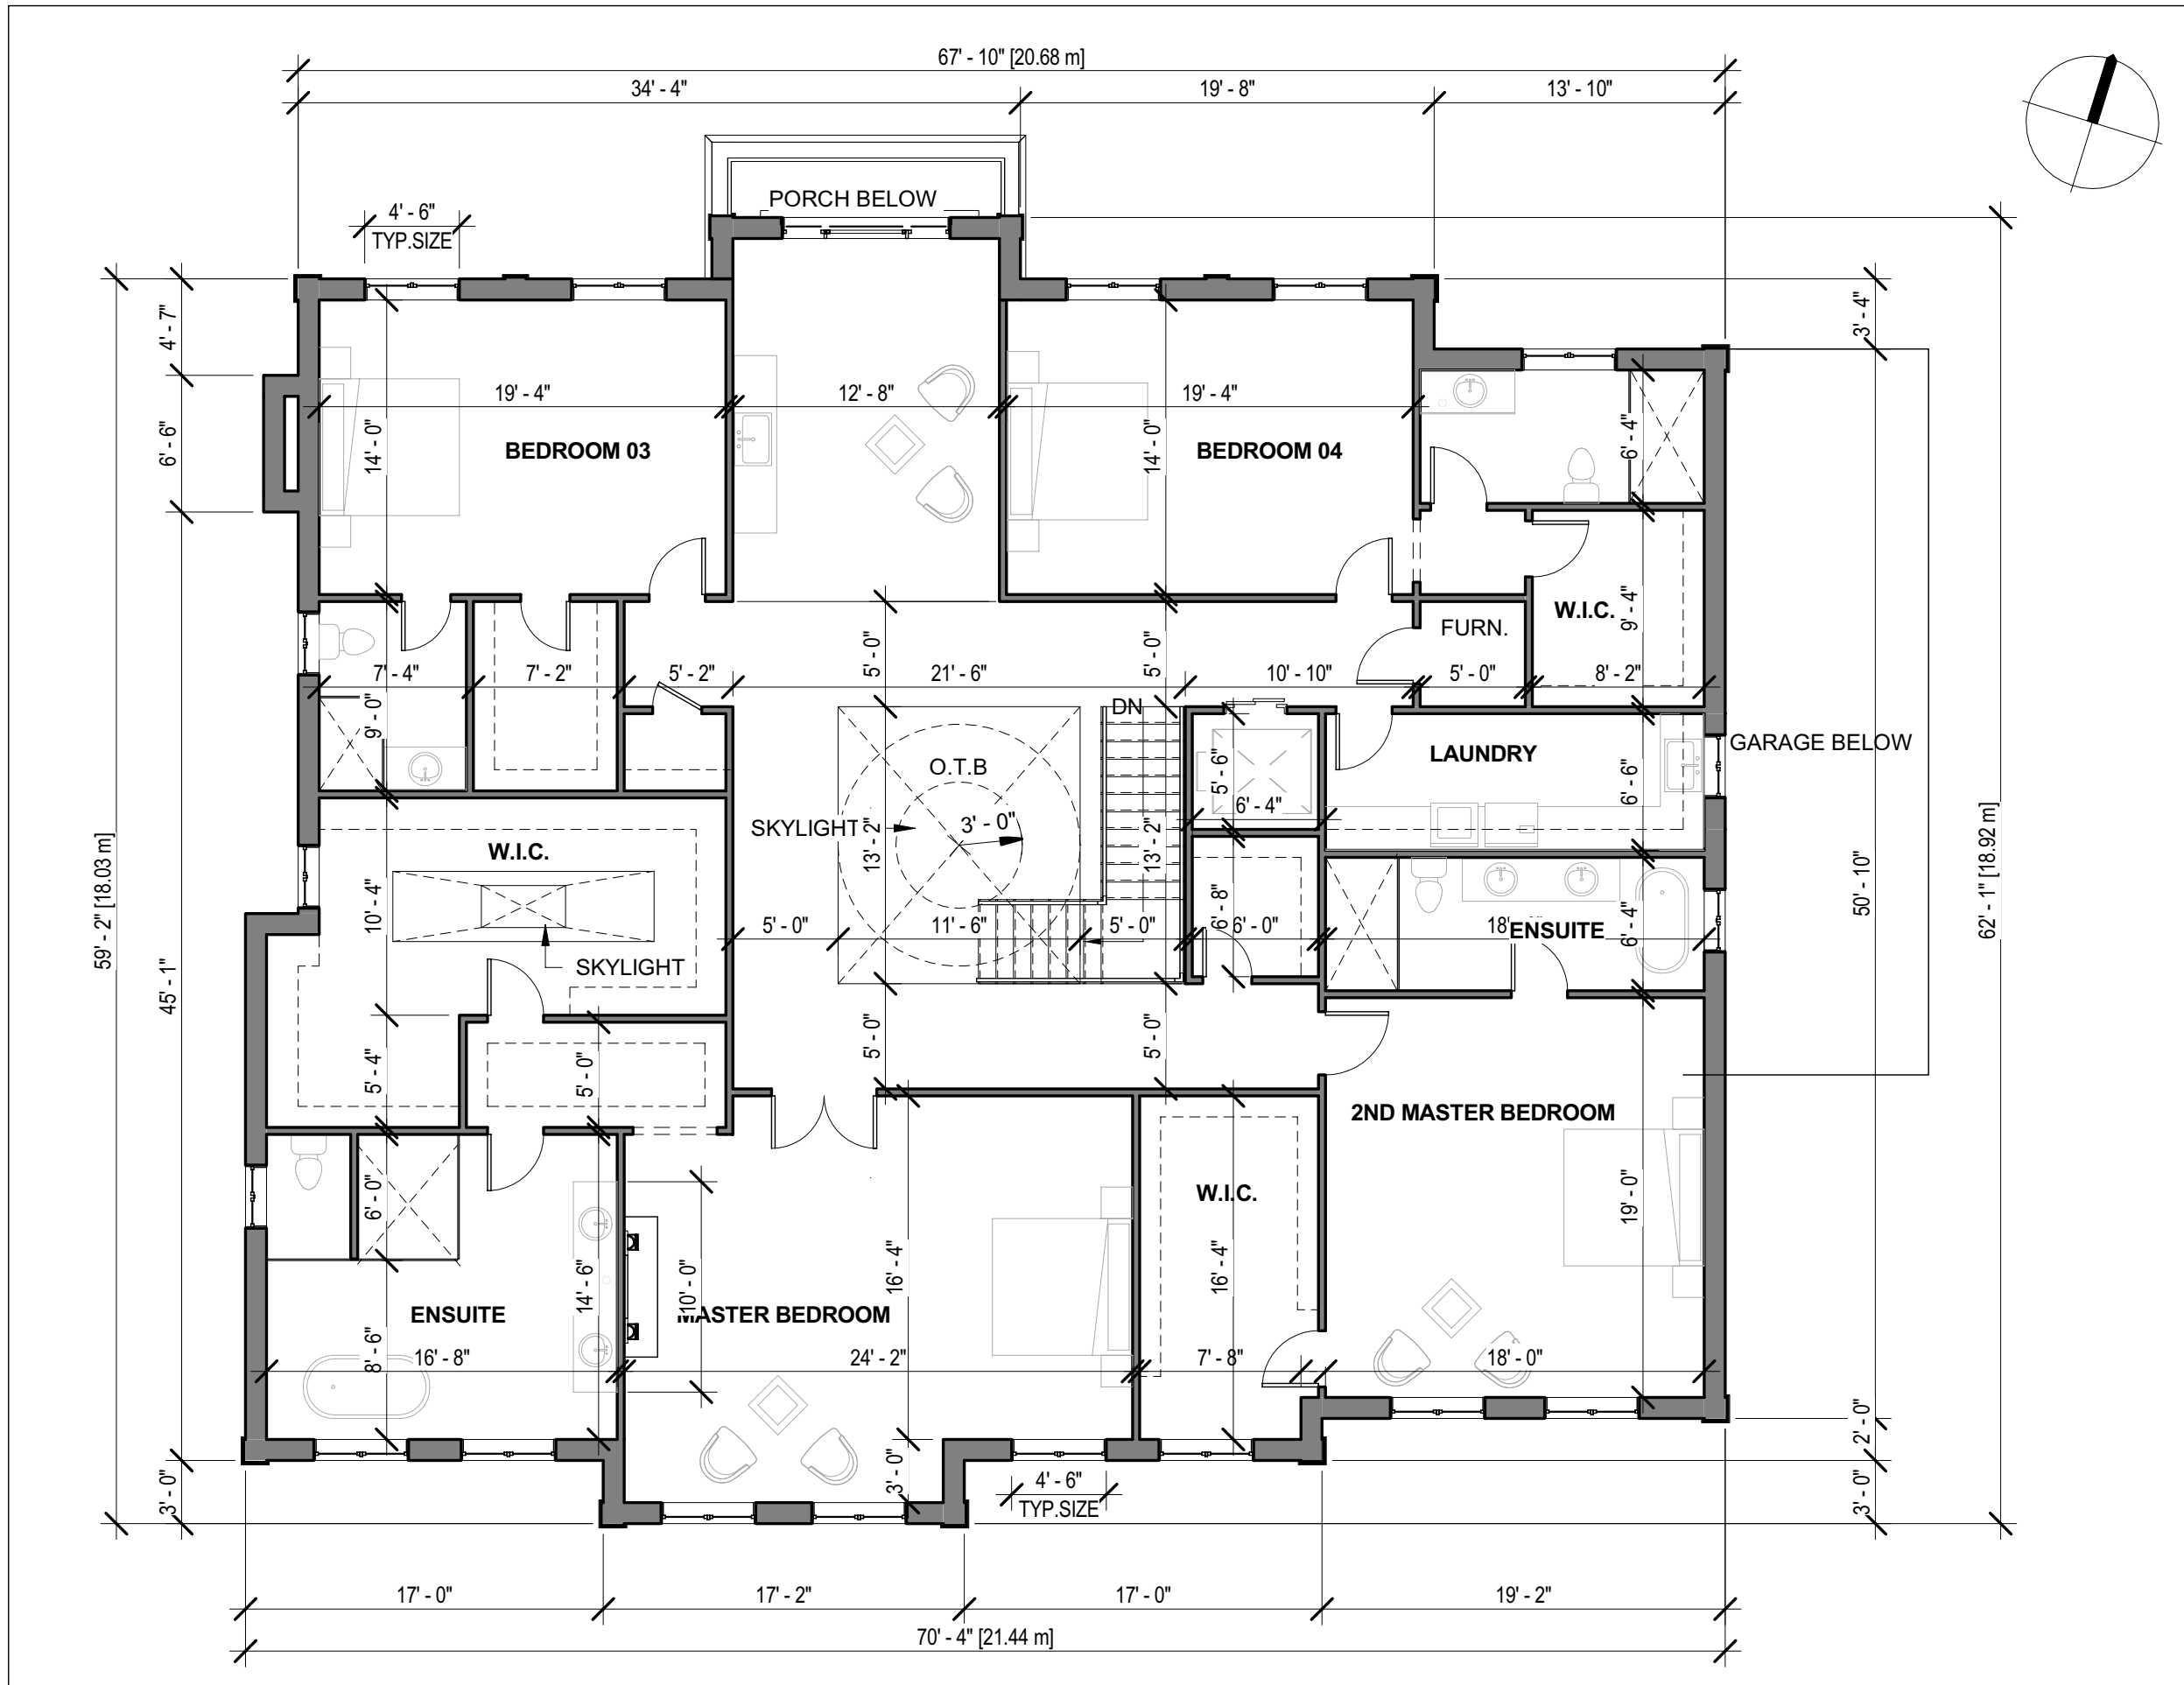 67' - 10" [20.68 m]
34' - 4"
19' - 8"
13' - 10"
PORCH BELOW
4' - 6"
TYP.SIZE
4' - 7"
3' - 4"
19' - 4"
12' - 8"
19' - 4"
6' - 6"
14' - 0"
BEDROOM 03
14' - 0"
BEDROOM 04
6' - 4"
W.I.C.
9' - 4"
FURN.
5' - 0"
5' - 0"
7' - 4"
7' - 2"
5' - 2"
21' - 6"
10' - 10"
5' - 0"
8' - 2"
9' - 0"
DN
GARAGE BELOW
LAUNDRY
O.T.B
5' - 6"
6' - 6"
6' - 4"
SKYLIGHT
3' - 0"
13' - 2"
13' - 2"
W.I.C.
59' - 2" [18.03 m]
62' - 1" [18.92 m]
50' - 10"
10' - 4"
6' - 8"
5' - 0"
11' - 6"
5' - 0"
6' - 0"
18'
ENSUITE
6' - 4"
SKYLIGHT
45' - 1"
5' - 4"
5' - 0"
5' - 0"
5' - 0"
2ND MASTER BEDROOM
W.I.C.
6' - 0"
19' - 0"
14' - 6"
10' - 0"
16' - 4"
16' - 4"
ENSUITE
MASTER BEDROOM
8' - 6"
16' - 8"
24' - 2"
7' - 8"
18' - 0"
2' - 0"
3' - 0"
3' - 0"
4' - 6"
TYP.SIZE
3' - 0"
17' - 0"
17' - 2"
17' - 0"
19' - 2"
70' - 4" [21.44 m]